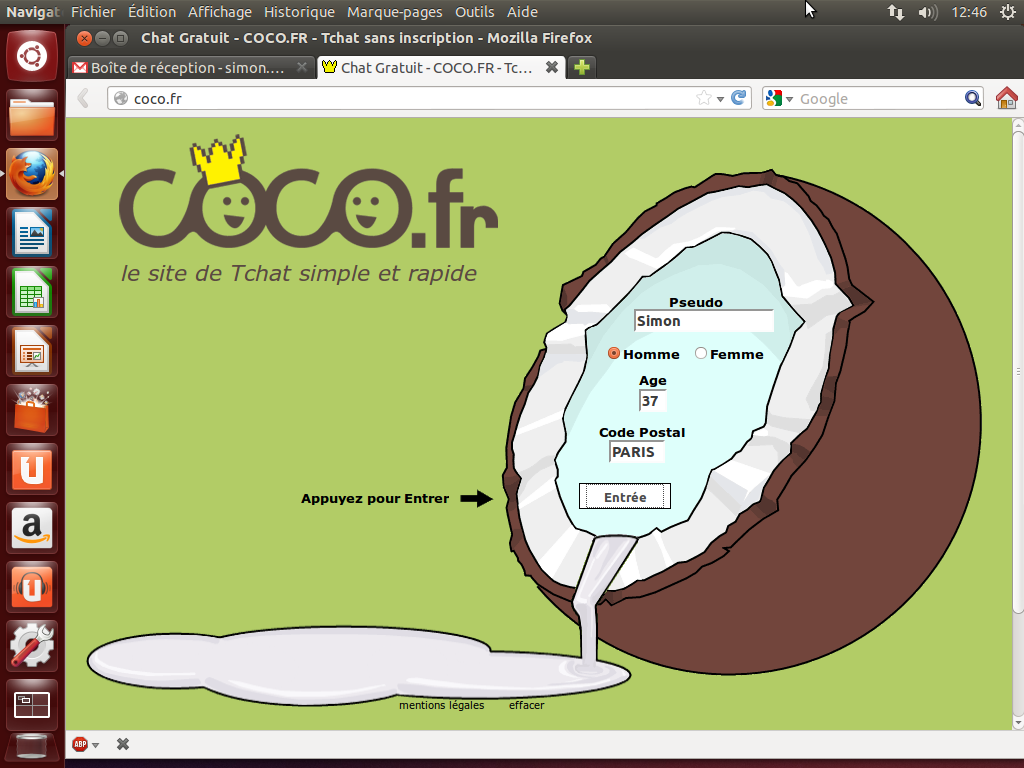 Navigat Fichier Édition Affichage Historique Marque-pages Outils Aide 12:46
Chat Gratuit - COCO.FR - Tchat sans inscription - Mozilla Firefox
Boîte de réception - simon.... Chat Gratuit - COCO.FR - Tc...
coco.fr Google
COCO.fr
le site de Tchat simple et rapide
Pseudo
Simon
Homme Femme
Age
37
Code Postal
PARIS
Appuyez pour Entrer Entrée
mentions légales effacer
ABP